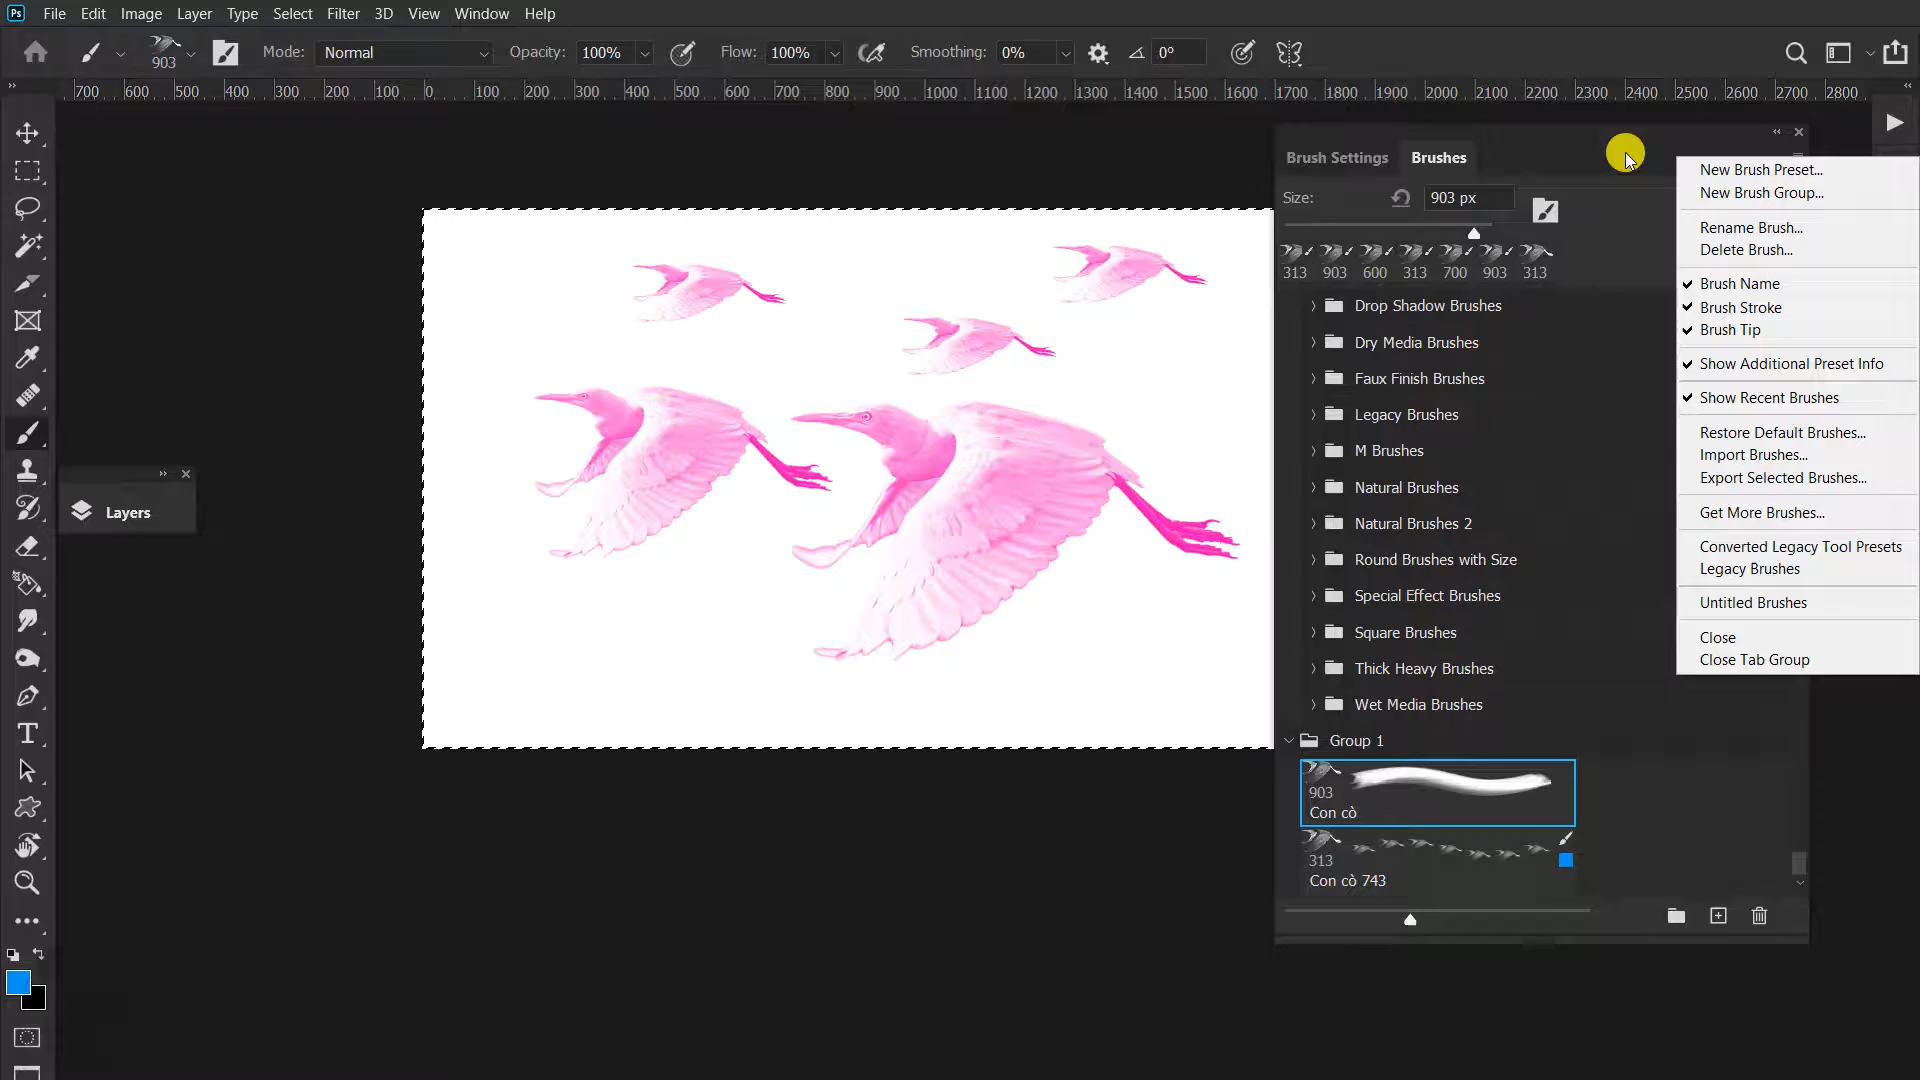 Ps File Edit Image Layer Type Select Filter 3D View Window Help
903 Mode: Normal Opacity: 100% Flow: 100% Smoothing: 0% 0°
700 600 500 400 300 200 100 0 100 200 300 400 500 600 700 800 900 1000 1100 1200 1300 1400 1500 1600 1700 1800 1900 2000 2100 2200 2300 2400 2500 2600 2700 2800
Brush Settings Brushes
Size: 903 px
313 903 600 313 700 903 313
Drop Shadow Brushes
Dry Media Brushes
Faux Finish Brushes
Legacy Brushes
M Brushes
Natural Brushes
Natural Brushes 2
Round Brushes with Size
Special Effect Brushes
Square Brushes
Thick Heavy Brushes
Wet Media Brushes
Group 1
903
Con cò
313
Con cò 743
New Brush Preset...
New Brush Group...
Rename Brush...
Delete Brush...
Brush Name
Brush Stroke
Brush Tip
Show Additional Preset Info
Show Recent Brushes
Restore Default Brushes...
Import Brushes...
Export Selected Brushes...
Get More Brushes...
Converted Legacy Tool Presets
Legacy Brushes
Untitled Brushes
Close
Close Tab Group
Layers